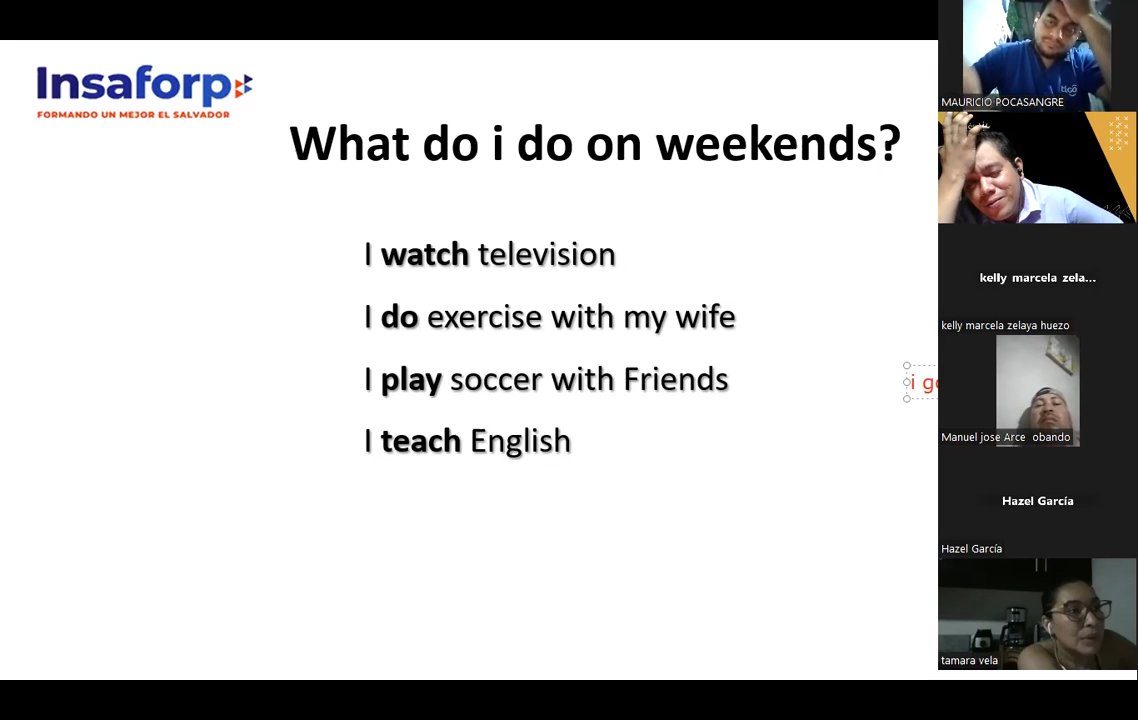 Insaforp
FORMANDO UN MEJOR EL SALVADOR
What do i do on weekends?
I watch television
I do exercise with my wife
I play soccer with Friends
I teach English
i
MAURICIO POCASANGRE
kelly marcela zela...
kelly marcela zelaya huezo
Manuel jose Arce obando
Hazel García
Hazel García
tamara vela
tigo